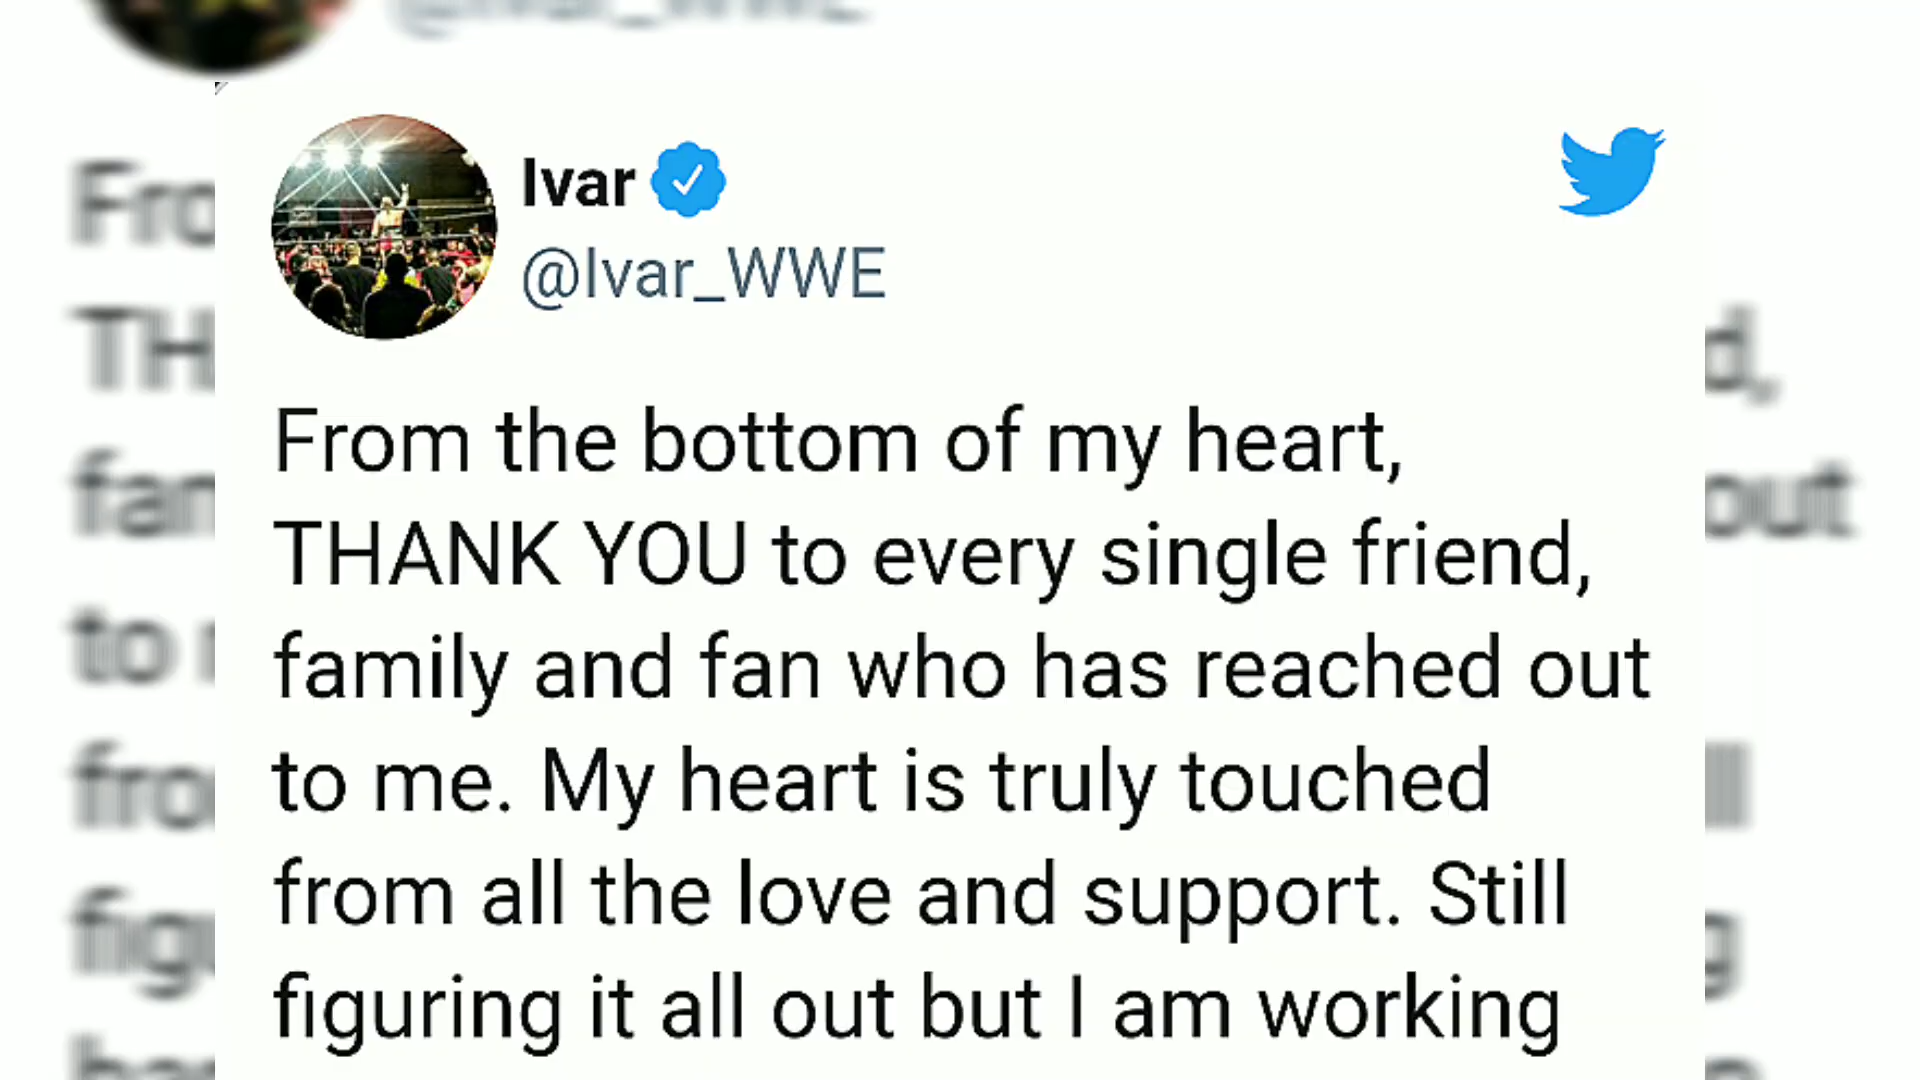 Ivar
@Ivar_WWE
From the bottom of my heart,
THANK YOU to every single friend,
family and fan who has reached out
to me. My heart is truly touched
from all the love and support. Still
figuring it all out but I am working